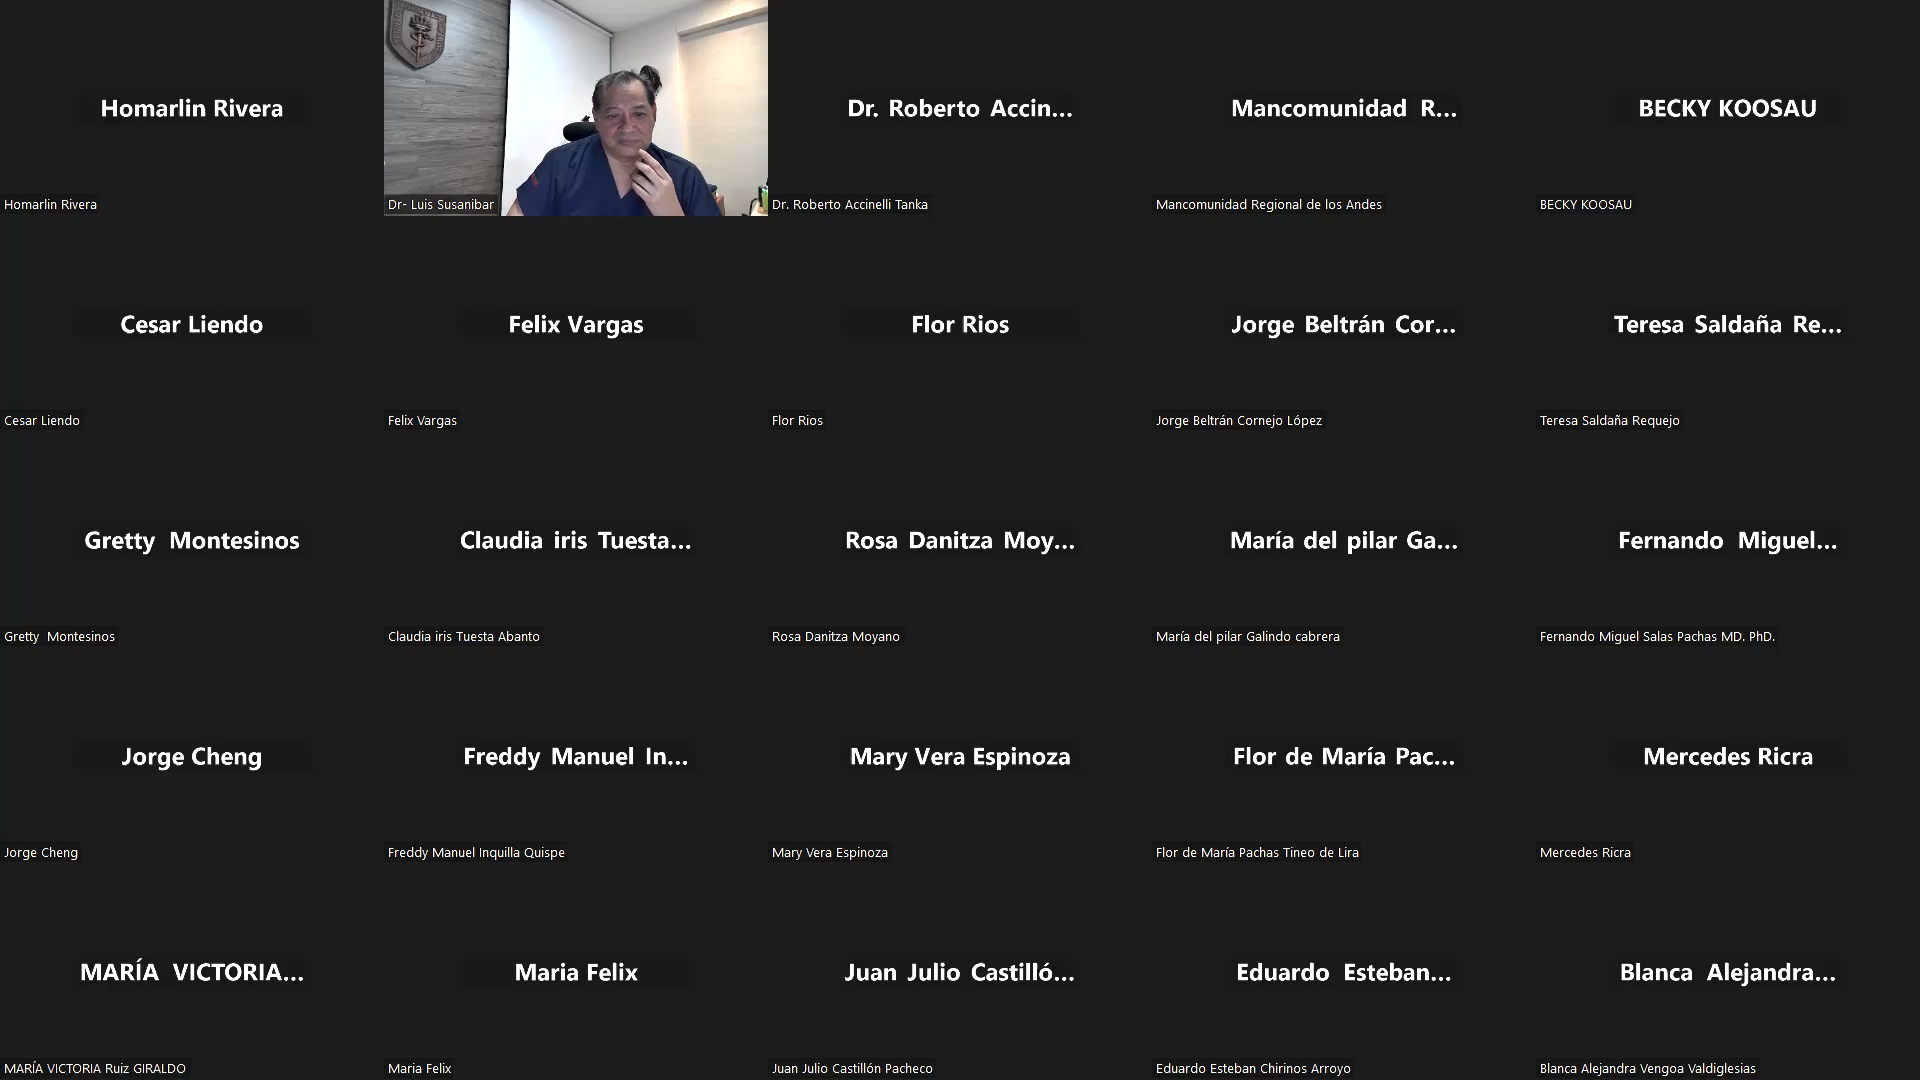 Homarlin Rivera
Dr. Roberto Accin...
Mancomunidad R...
BECKY KOOSAU
Homarlin Rivera
Dr- Luis Susanibar
Dr. Roberto Accinelli Tanka
Mancomunidad Regional de los Andes
BECKY KOOSAU
Cesar Liendo
Felix Vargas
Flor Rios
Jorge Beltrán Cor...
Teresa Saldaña Re...
Cesar Liendo
Felix Vargas
Flor Rios
Jorge Beltrán Cornejo López
Teresa Saldaña Requejo
Gretty Montesinos
Claudia iris Tuesta...
Rosa Danitza Moy...
María del pilar Ga...
Fernando Miguel...
Gretty Montesinos
Claudia iris Tuesta Abanto
Rosa Danitza Moyano
María del pilar Galindo cabrera
Fernando Miguel Salas Pachas MD. PhD.
Jorge Cheng
Freddy Manuel In...
Mary Vera Espinoza
Flor de María Pac...
Mercedes Ricra
Jorge Cheng
Freddy Manuel Inquilla Quispe
Mary Vera Espinoza
Flor de María Pachas Tineo de Lira
Mercedes Ricra
MARÍA VICTORIA...
Maria Felix
Juan Julio Castilló...
Eduardo Esteban...
Blanca Alejandra...
MARÍA VICTORIA Ruiz GIRALDO
Maria Felix
Juan Julio Castillón Pacheco
Eduardo Esteban Chirinos Arroyo
Blanca Alejandra Vengoa Valdiglesias